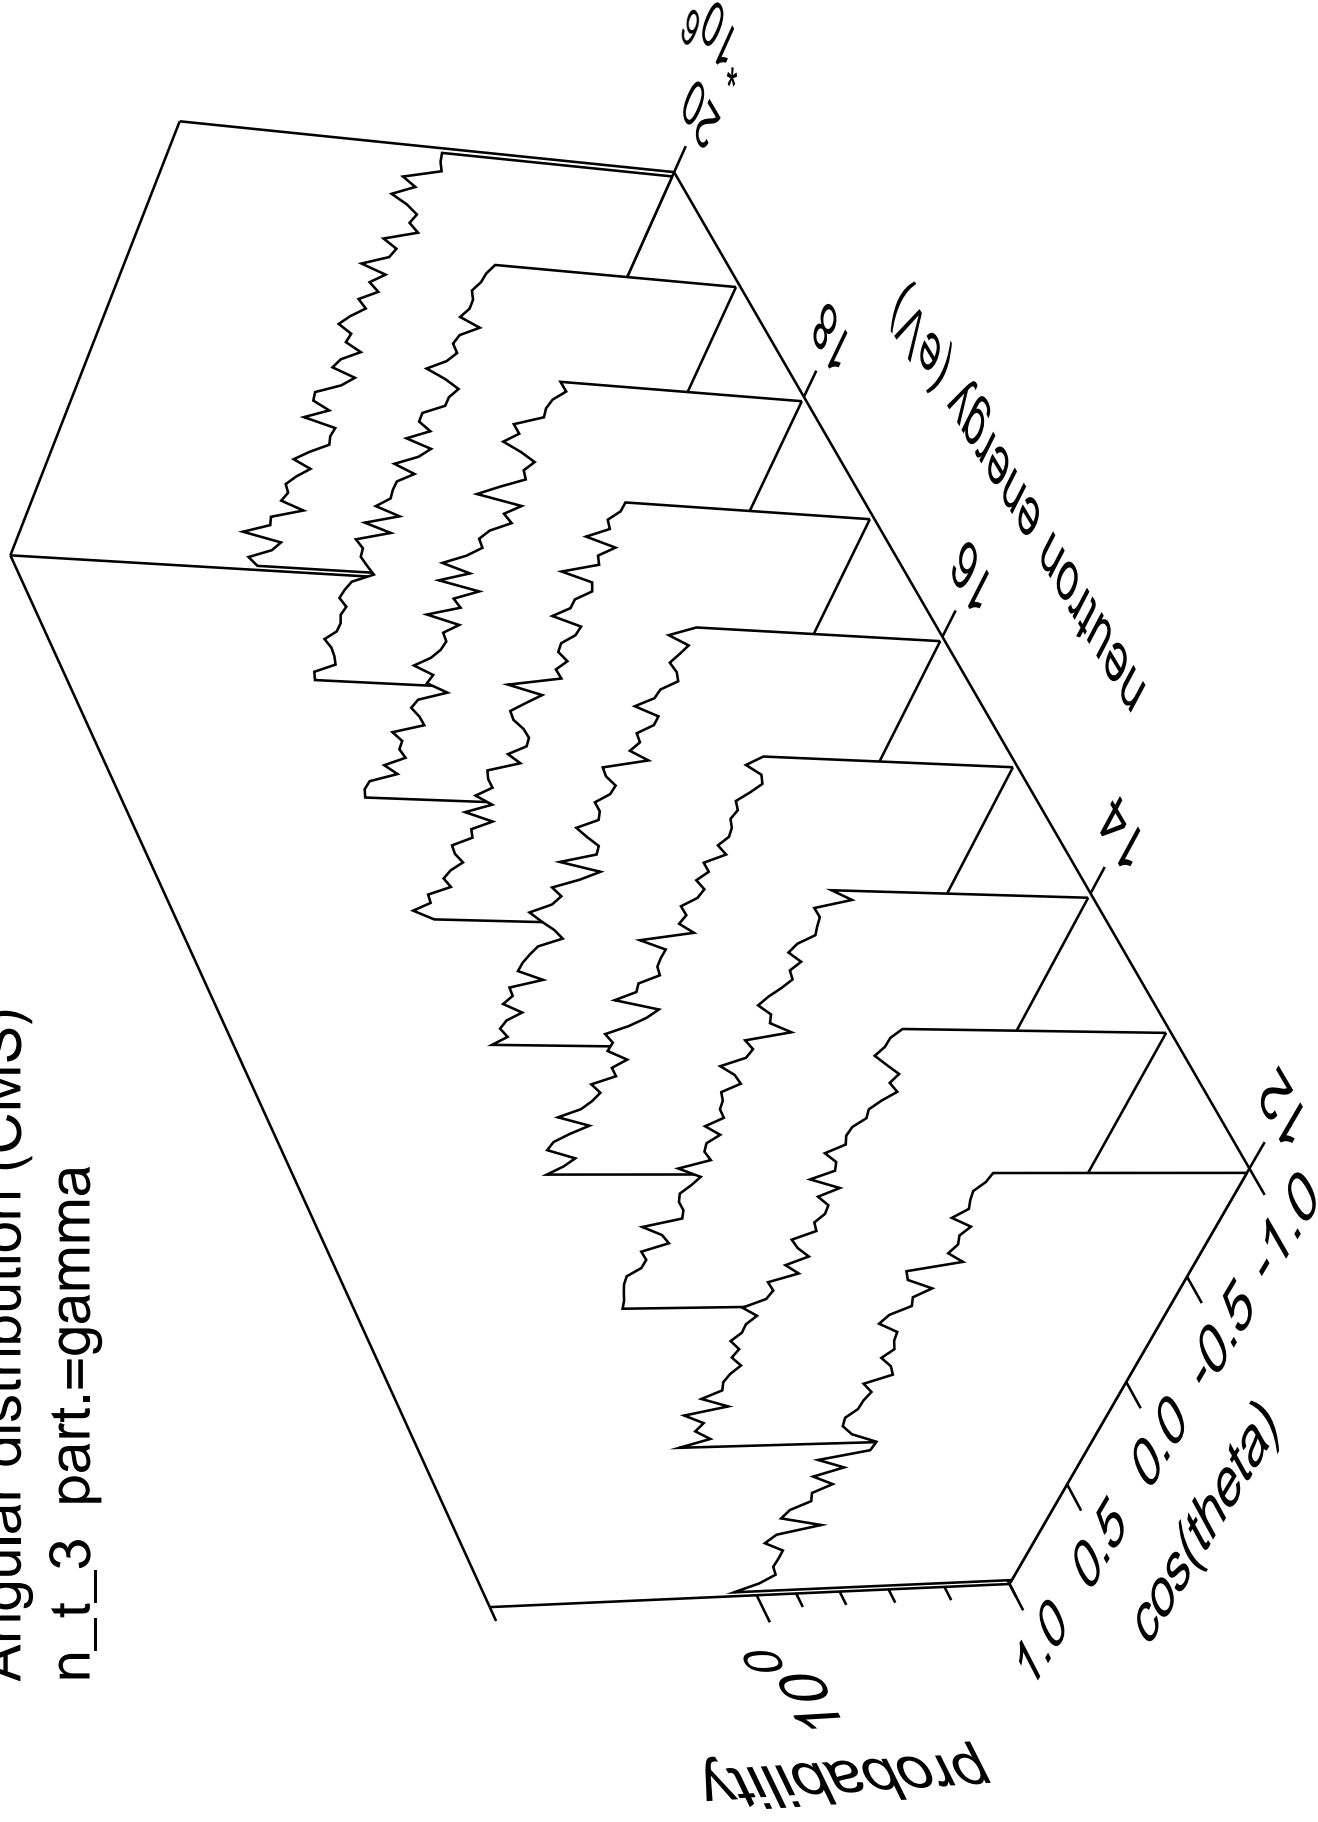 Angular distribution (CMS)
n_t_3 part.=gamma
probability
10^0
cos(theta)
1.0
0.5
0.0
-0.5
-1.0
neutron energy (eV)
12
14
16
18
20
*10^6